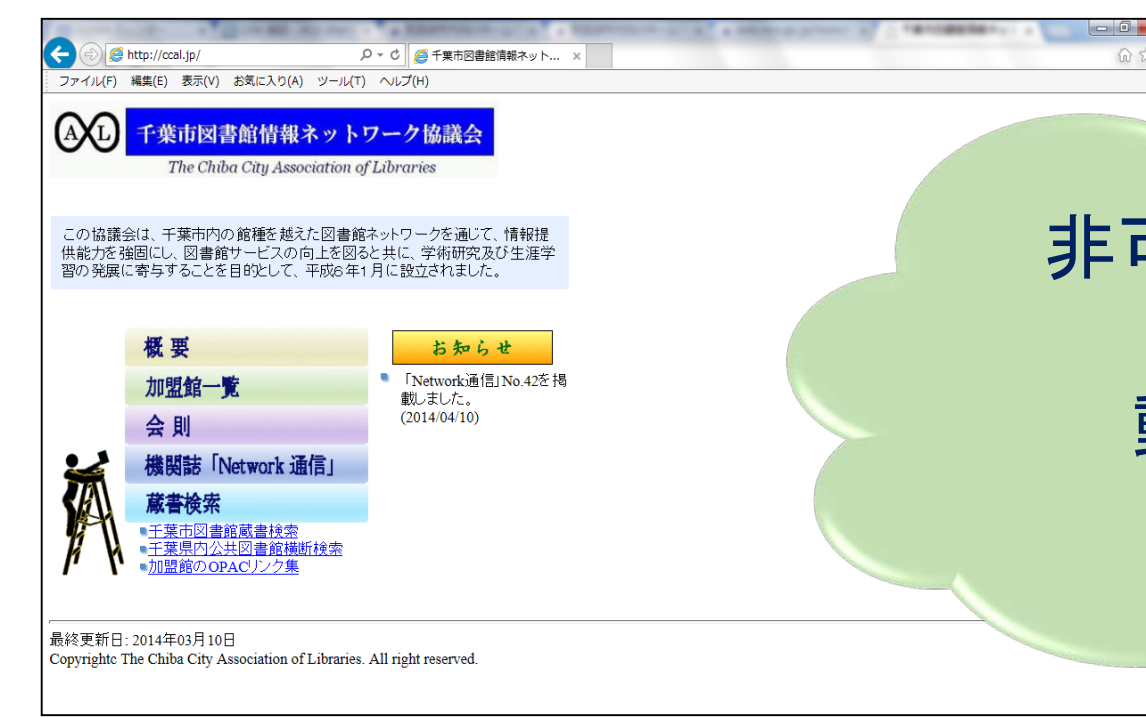 http://ccal.jp/
千葉市図書館情報ネット...
ファイル(F) 編集(E) 表示(V) お気に入り(A) ツール(T) ヘルプ(H)
AL
千葉市図書館情報ネットワーク協議会
The Chiba City Association of Libraries
この協議会は、千葉市内の館種を越えた図書館ネットワークを通じて、情報提
供能力を強固にし、図書館サービスの向上を図ると共に、学術研究及び生涯学
習の発展に寄与することを目的として、平成6年1月に設立されました。
概 要
加盟館一覧
会 則
機関誌「Network 通信」
蔵書検索
千葉市図書館蔵書検索
千葉県内公共図書館横断検索
加盟館のOPACリンク集
お知らせ
「Network通信」No.42を掲
載しました。
(2014/04/10)
非
最終更新日: 2014年03月10日
Copyrightc The Chiba City Association of Libraries. All right reserved.